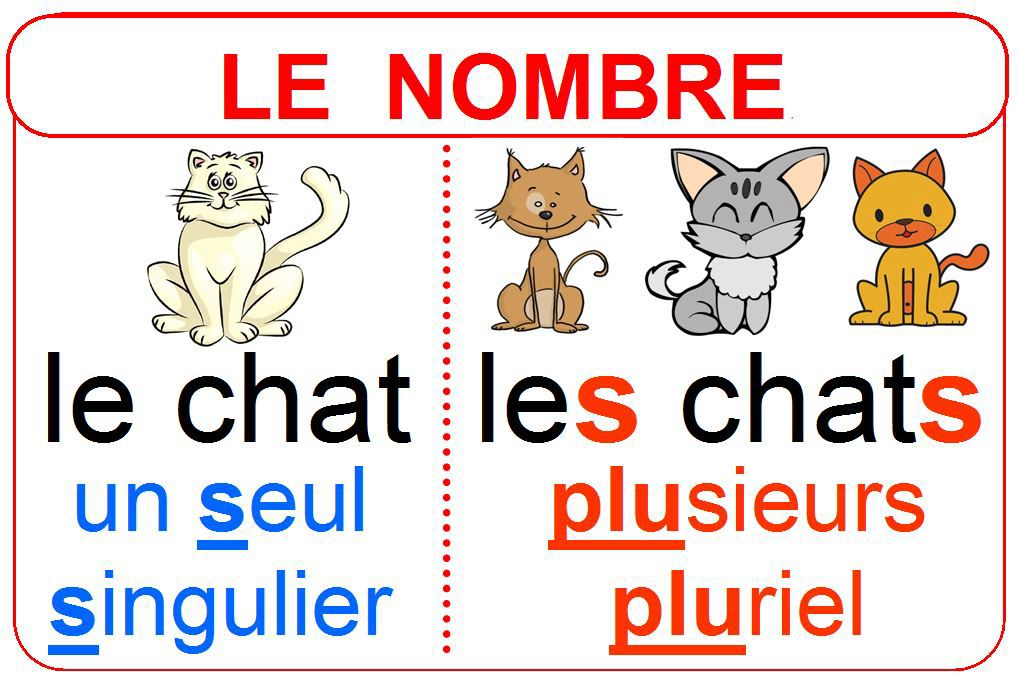 LE NOMBRE
le chat
un seul
singulier
les chats
plusieurs
pluriel